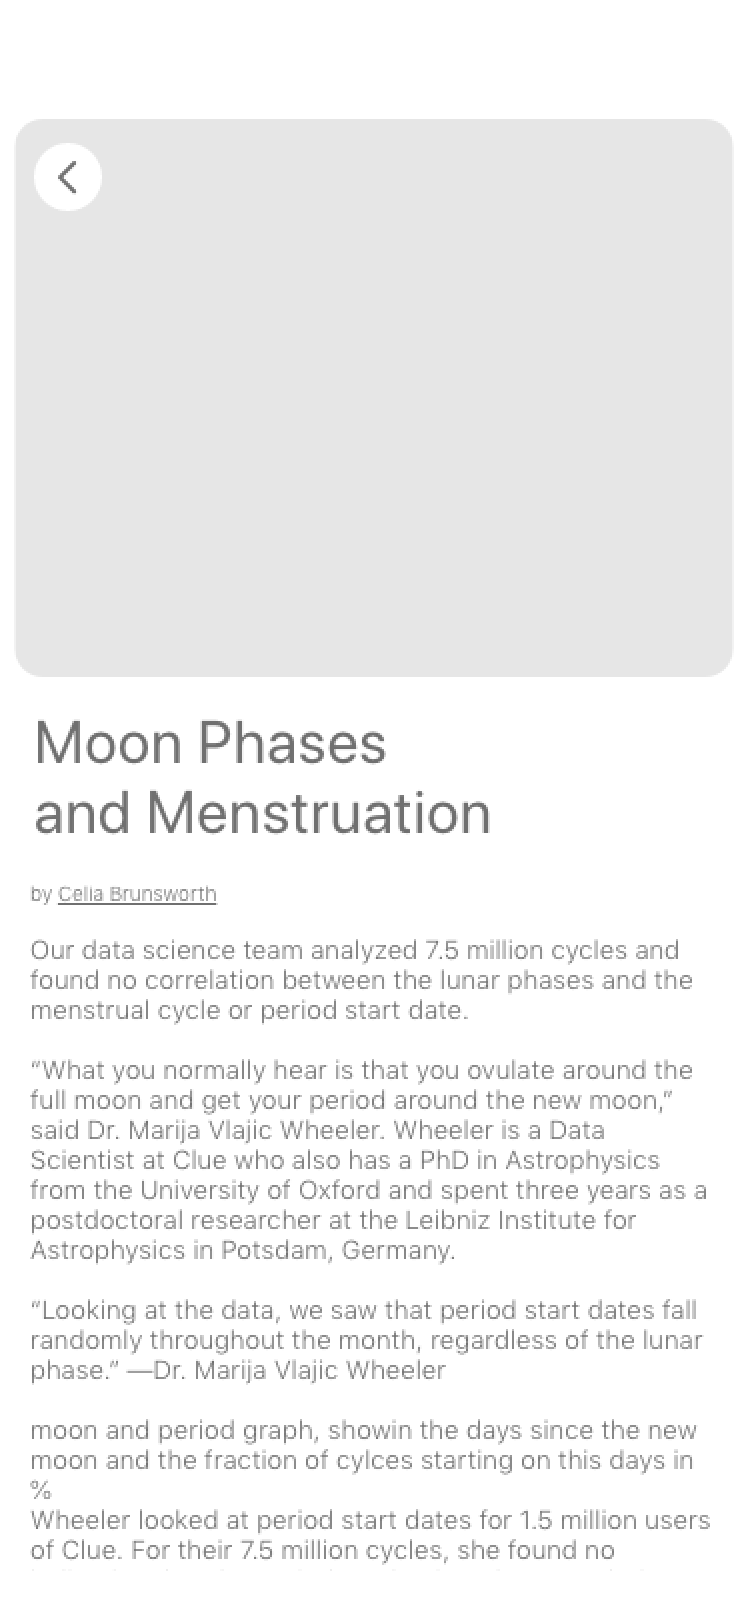 Moon Phases
and Menstruation
by Celia Brunsworth
Our data science team analyzed 7.5 million cycles and
found no correlation between the lunar phases and the
menstrual cycle or period start date.
“What you normally hear is that you ovulate around the
full moon and get your period around the new moon,”
said Dr. Marija Vlajic Wheeler. Wheeler is a Data
Scientist at Clue who also has a PhD in Astrophysics
from the University of Oxford and spent three years as a
postdoctoral researcher at the Leibniz Institute for
Astrophysics in Potsdam, Germany.
“Looking at the data, we saw that period start dates fall
randomly throughout the month, regardless of the lunar
phase.” —Dr. Marija Vlajic Wheeler
moon and period graph, showin the days since the new
moon and the fraction of cylces starting on this days in
%
Wheeler looked at period start dates for 1.5 million users
of Clue. For their 7.5 million cycles, she found no